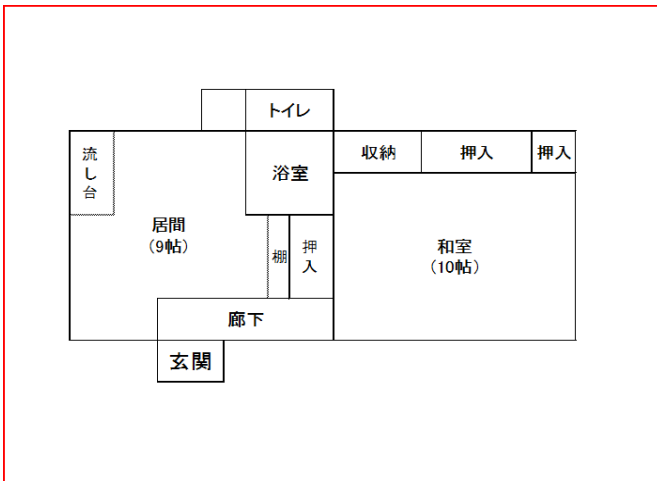 トイレ
流し台
浴室
収納
押入
押入
居間
（9帖）
棚
押入
和室
（10帖）
廊下
玄関